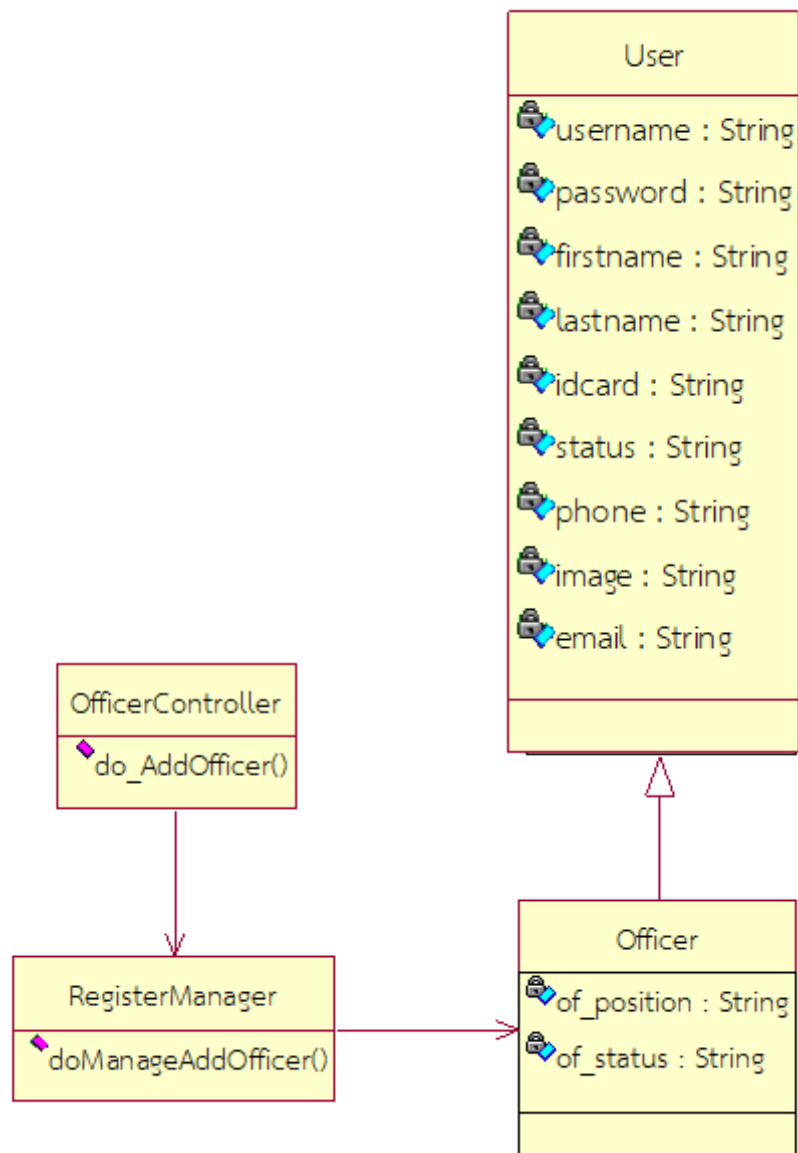 User
username : String
password : String
firstname : String
lastname : String
idcard : String
status : String
phone : String
image : String
email : String
OfficerController
do_AddOfficer()
RegisterManager
doManageAddOfficer()
Officer
of_position : String
of_status : String